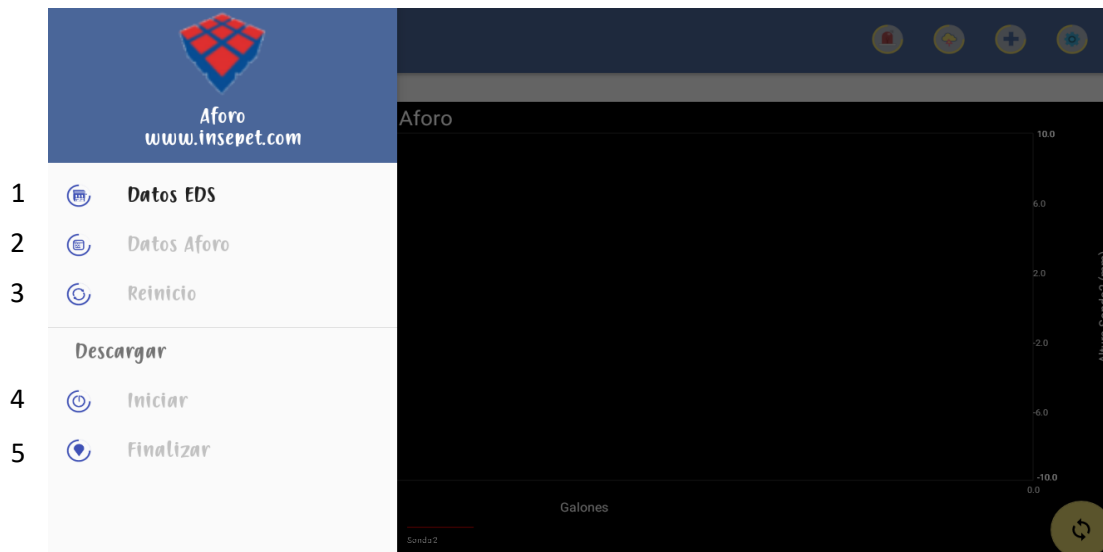 Aforo
www.insepet.com
1 Datos EDS
2 Datos Aforo
3 Reinicio
Descargar
4 Iniciar
5 Finalizar
Aforo
10.0
6.0
2.0
-2.0
-6.0
-10.0
0.0
Galones
Sonda2